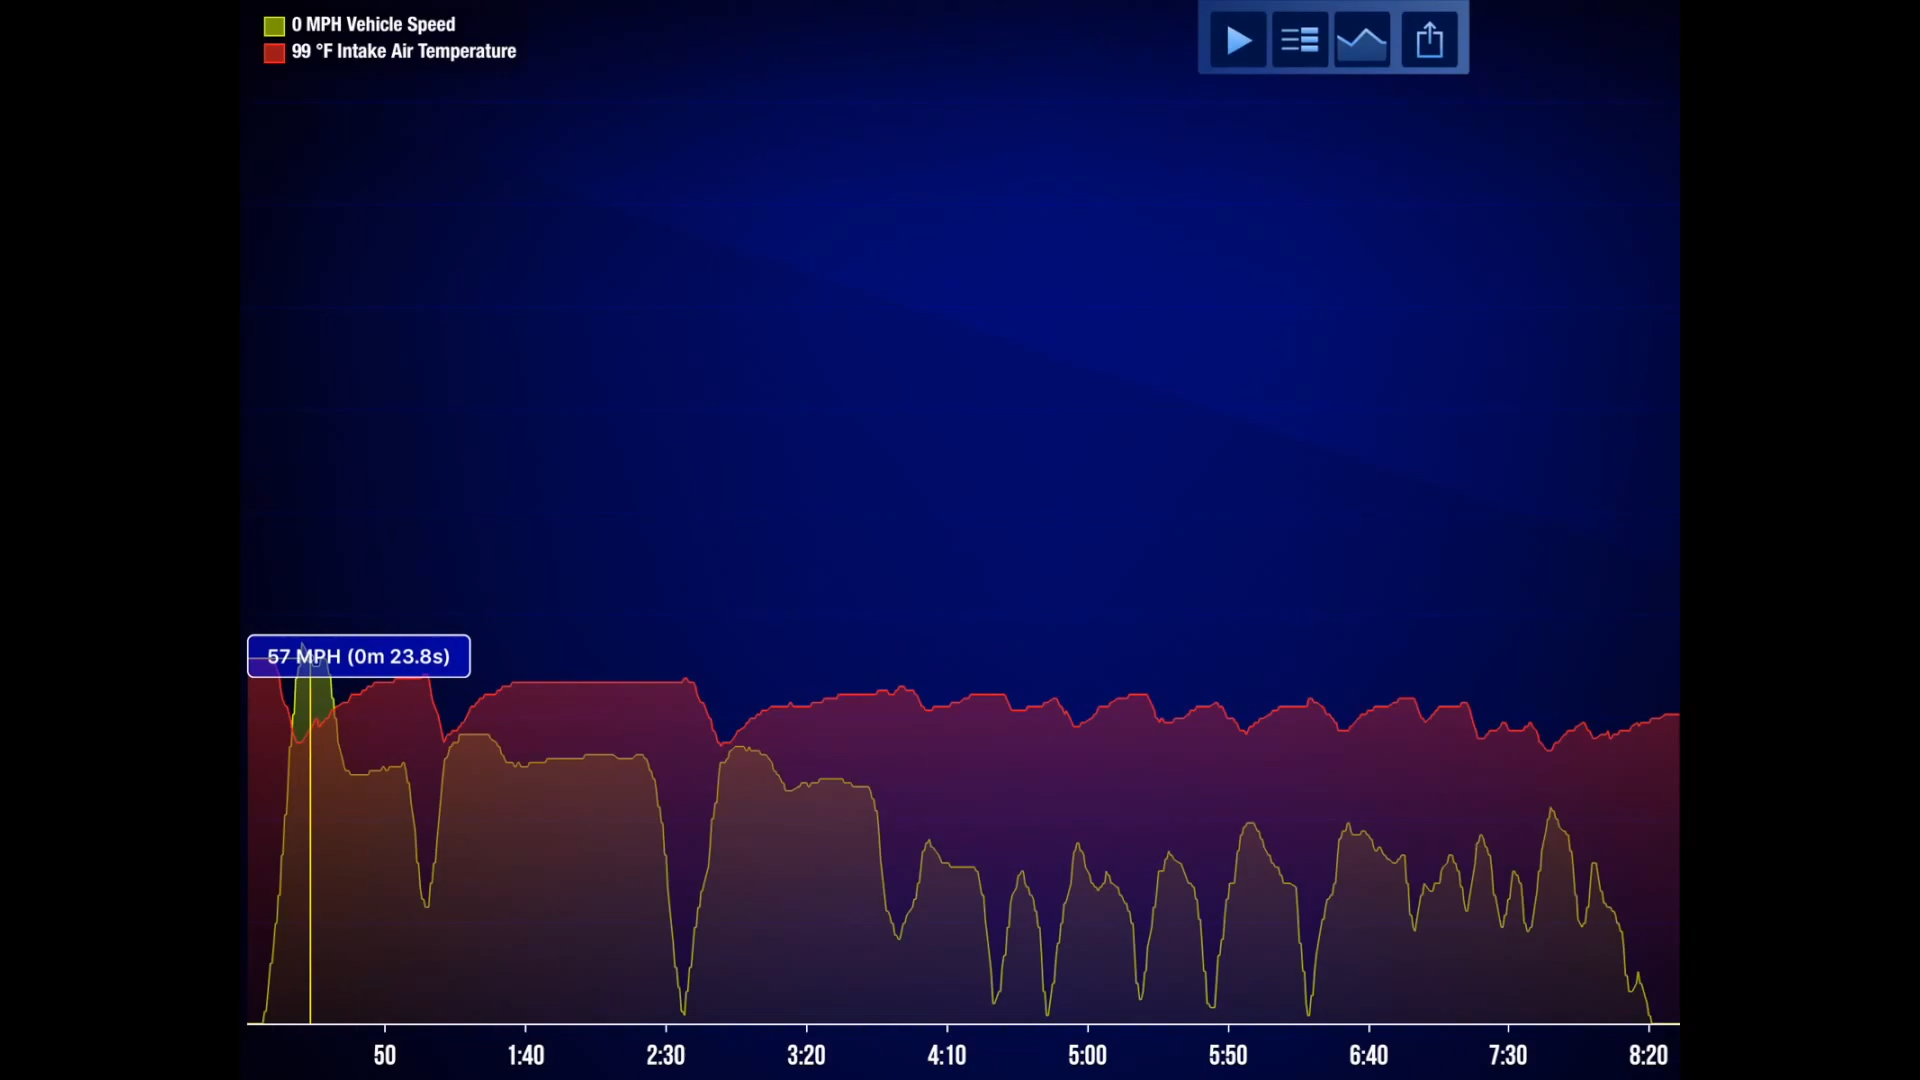 0 MPH Vehicle Speed
99 °F Intake Air Temperature
57 MPH (0m 23.8s)
50 1:40 2:30 3:20 4:10 5:00 5:50 6:40 7:30 8:20